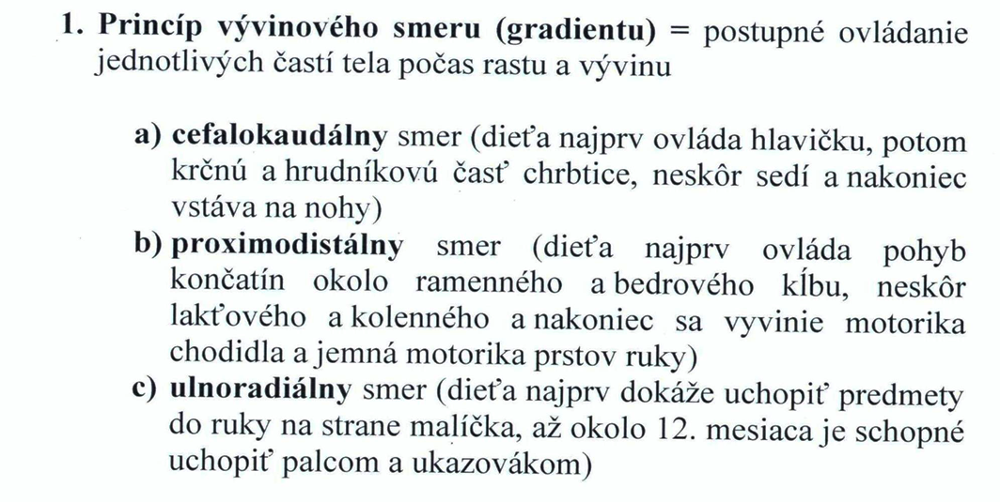 1. Princíp vývinového smeru (gradientu) = postupné ovládanie
jednotlivých častí tela počas rastu a vývinu
a) cefalokaudálny smer (dieťa najprv ovláda hlavičku, potom
krčnú a hrudníkovú časť chrbtice, neskôr sedí a nakoniec
vstáva na nohy)
b) proximodistálny smer (dieťa najprv ovláda pohyb
končatín okolo ramenného a bedrového kĺbu, neskôr
lakťového a kolenného a nakoniec sa vyvinie motorika
chodidla a jemná motorika prstov ruky)
c) ulnoradiálny smer (dieťa najprv dokáže uchopiť predmety
do ruky na strane malíčka, až okolo 12. mesiaca je schopné
uchopiť palcom a ukazovákom)